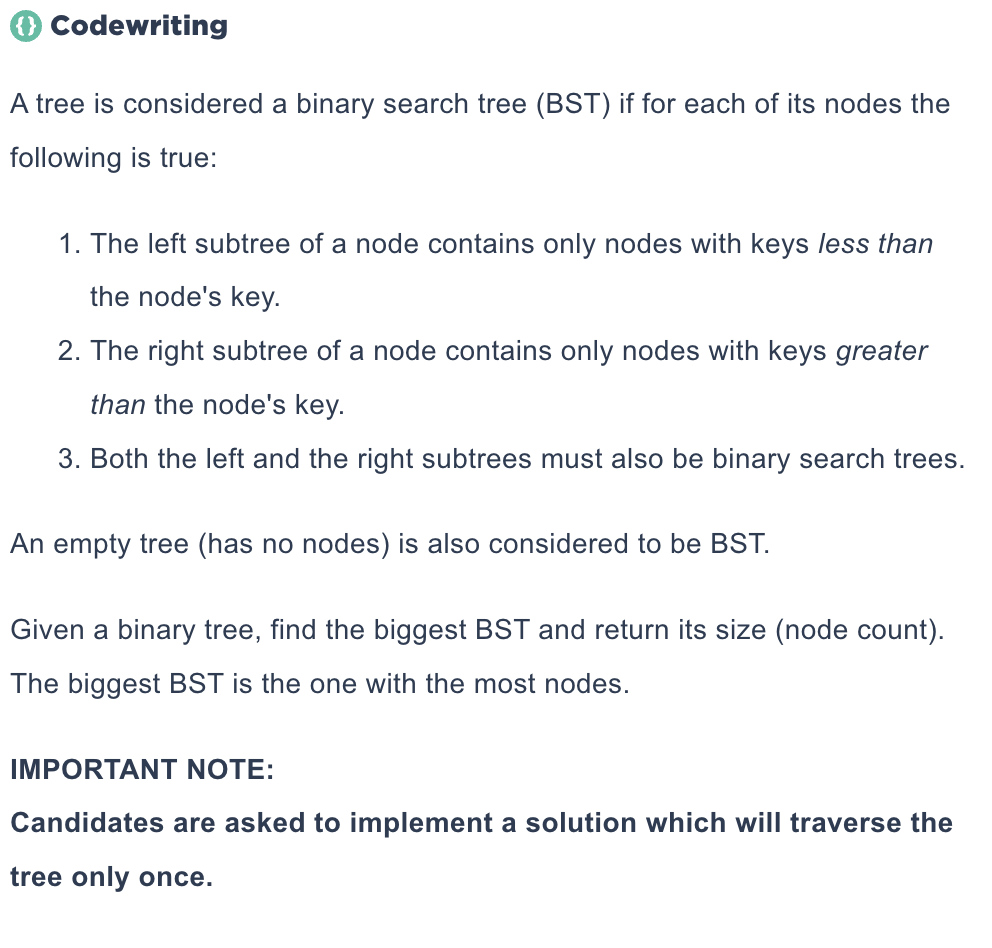 {} Codewriting
A tree is considered a binary search tree (BST) if for each of its nodes the
following is true:
1. The left subtree of a node contains only nodes with keys less than
the node's key.
2. The right subtree of a node contains only nodes with keys greater
than the node's key.
3. Both the left and the right subtrees must also be binary search trees.
An empty tree (has no nodes) is also considered to be BST.
Given a binary tree, find the biggest BST and return its size (node count).
The biggest BST is the one with the most nodes.
IMPORTANT NOTE:
Candidates are asked to implement a solution which will traverse the
tree only once.